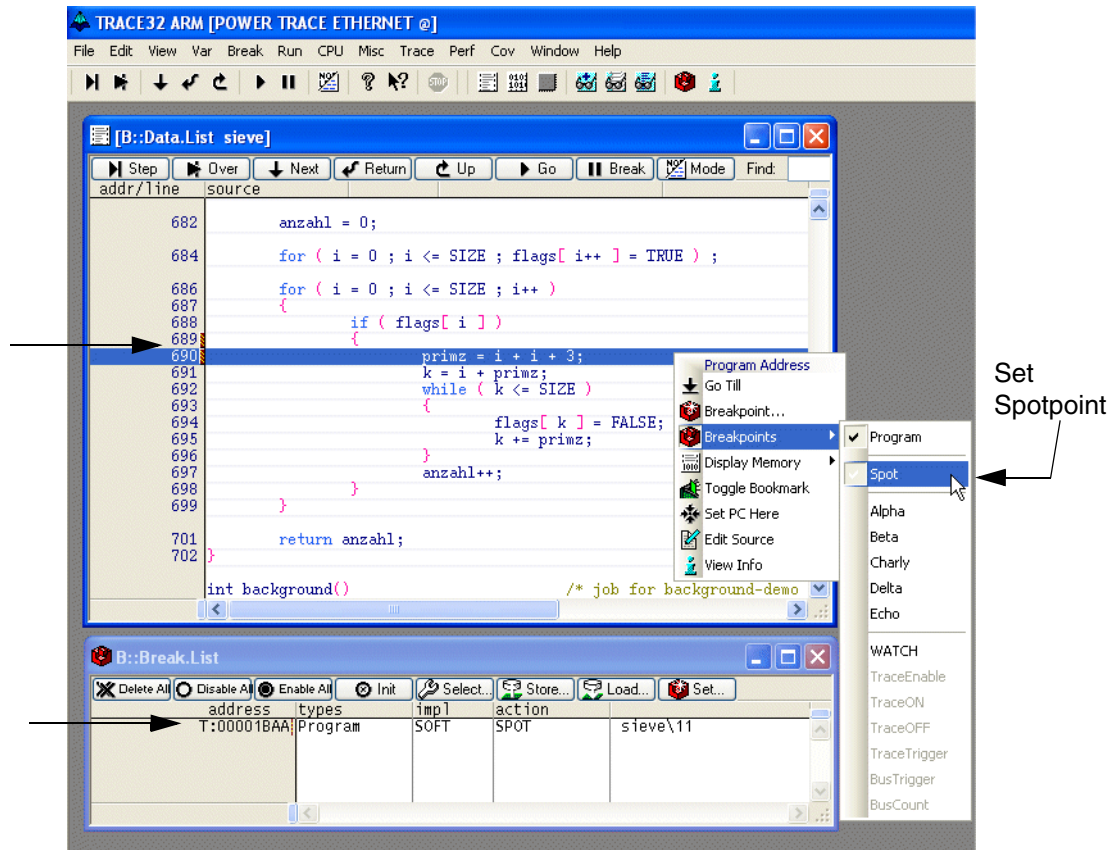 TRACE32 ARM [POWER TRACE ETHERNET @]
File Edit View Var Break Run CPU Misc Trace Perf Cov Window Help
[B::Data.List sieve]
Step Over Next Return Up Go Break Mode Find:
addr/line source
682 anzahl = 0;
684 for ( i = 0 ; i <= SIZE ; flags[ i++ ] = TRUE ) ;
686 for ( i = 0 ; i <= SIZE ; i++ )
687 {
688 if ( flags[ i ] )
689 {
690 primz = i + i + 3;
691 k = i + primz;
692 while ( k <= SIZE )
693 {
694 flags[ k ] = FALSE;
695 k += primz;
696 }
697 anzahl++;
698 }
699 }
701 return anzahl;
702 }
int background() /* job for background-demo
Program Address
Go Till
Breakpoint...
Breakpoints
Display Memory
Toggle Bookmark
Set PC Here
Edit Source
View Info
Program
Spot
Alpha
Beta
Charly
Delta
Echo
WATCH
TraceEnable
TraceON
TraceOFF
TraceTrigger
BusTrigger
BusCount
Set
Spotpoint
B::Break.List
Delete All Disable All Enable All Init Select... Store... Load... Set...
address types impl action
T:00001BAA Program SOFT SPOT sieve\11